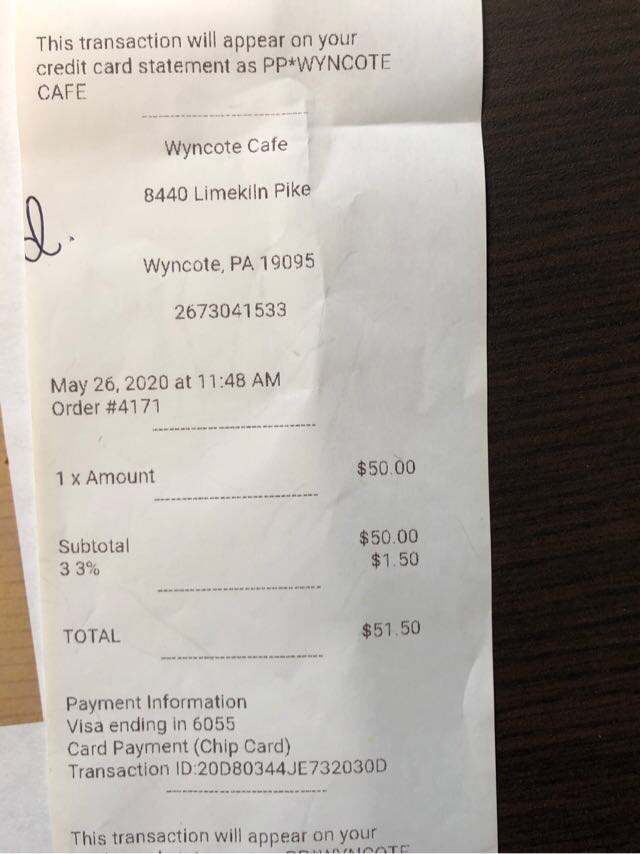 This transaction will appear on your
credit card statement as PP*WYNCOTE
CAFE
Wyncote Cafe
8440 Limekiln Pike
Wyncote, PA 19095
2673041533
May 26, 2020 at 11:48 AM
Order #4171
1 x Amount $50.00
Subtotal $50.00
3 3% $1.50
TOTAL $51.50
Payment Information
Visa ending in 6055
Card Payment (Chip Card)
Transaction ID:20D80344JE732030D
This transaction will appear on your